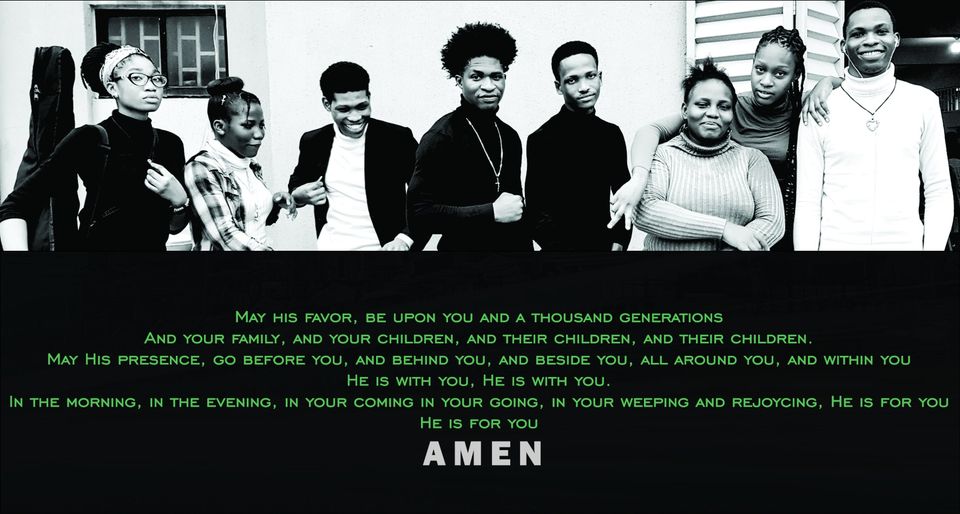 May his favor, be upon you and a thousand generations
And your family, and your children, and their children, and their children.
May His presence, go before you, and behind you, and beside you, all around you, and within you
He is with you, He is with you.
In the morning, in the evening, in your coming in your going, in your weeping and rejoycing, He is for you
He is for you
AMEN